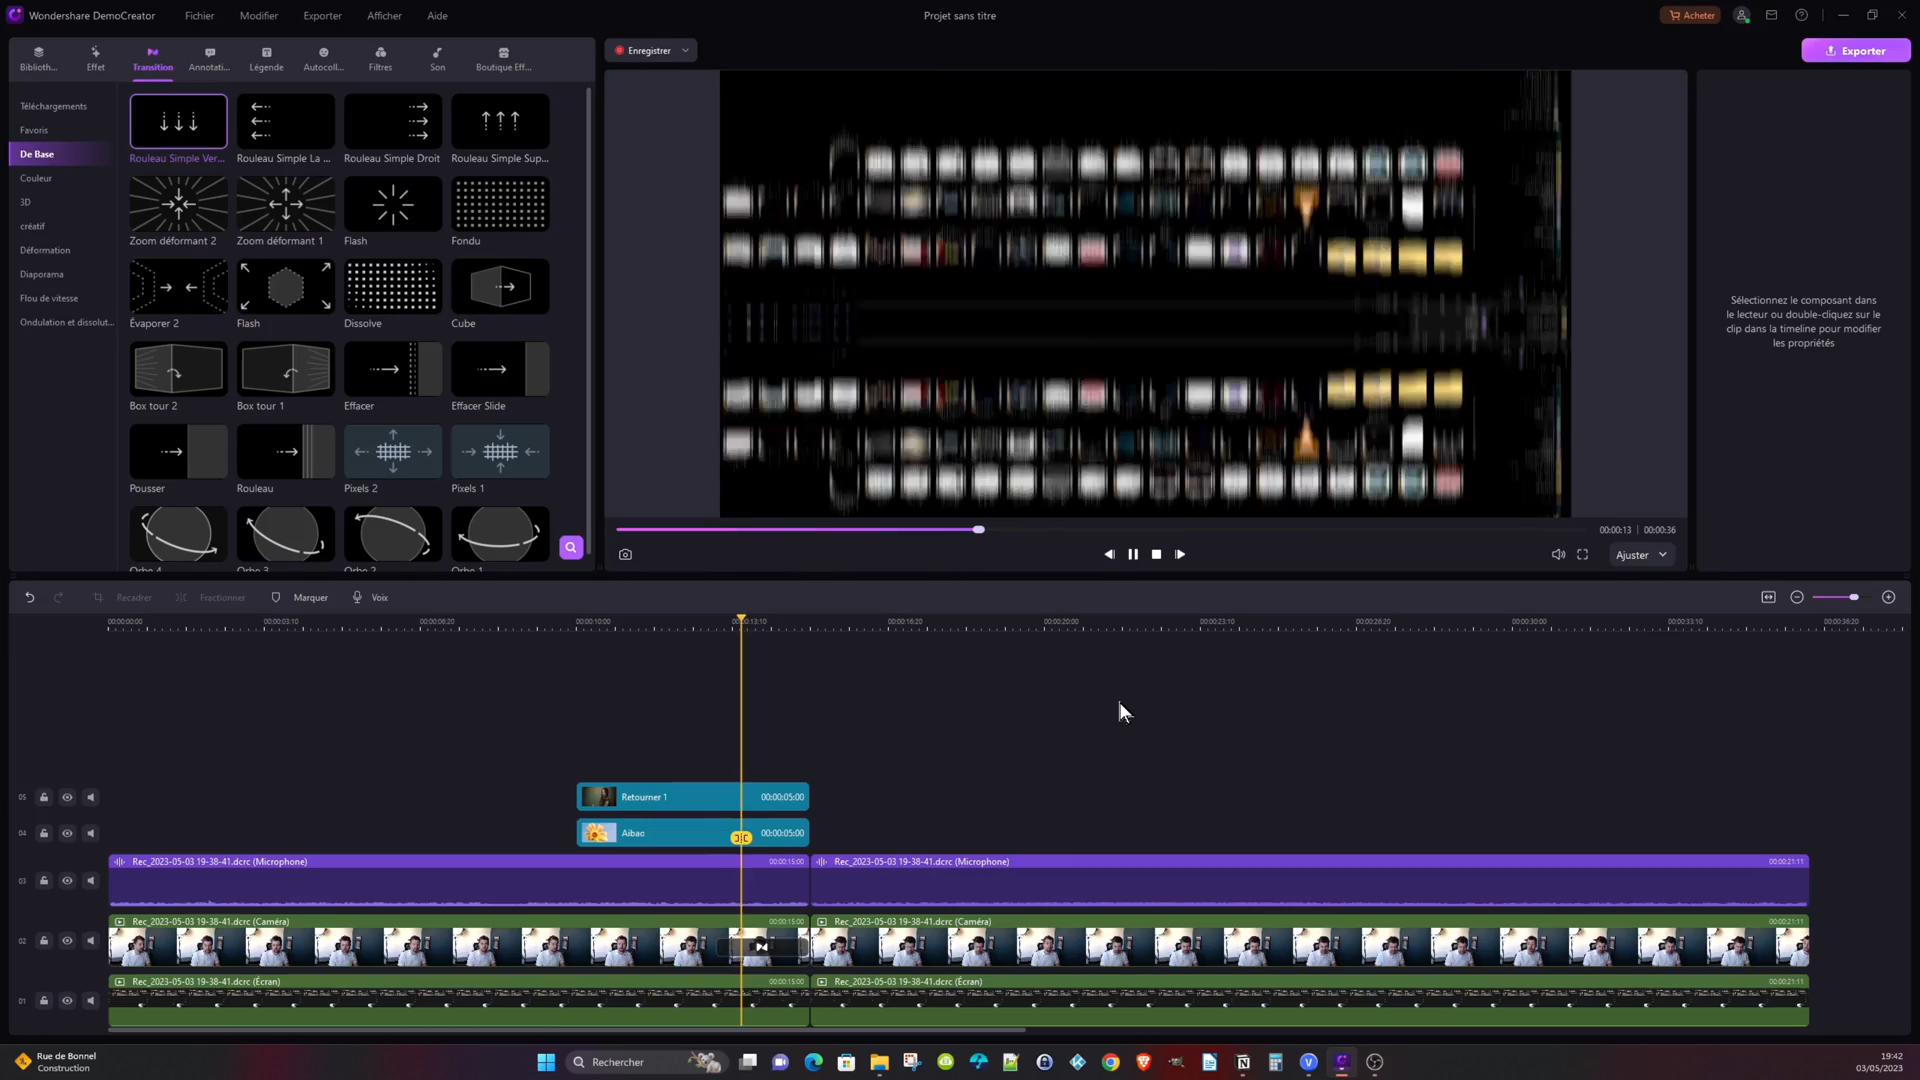 Wondershare DemoCreator Fichier Modifier Exporter Afficher Aide Projet sans titre Acheter
Biblioth... Effet Transition Annotati... Légende Autocoll... Filtres Son Boutique Eff... Enregistrer Exporter
Téléchargements
Favoris
De Base
Couleur
3D
créatif
Déformation
Diaporama
Flou de vitesse
Ondulation et dissolut...
Rouleau Simple Ver... Rouleau Simple La ... Rouleau Simple Droit Rouleau Simple Sup...
Zoom déformant 2 Zoom déformant 1 Flash Fondu
Évaporer 2 Flash Dissolve Cube
Box tour 2 Box tour 1 Effacer Effacer Slide
Pousser Rouleau Pixels 2 Pixels 1
Orbe 4 Orbe 3 Orbe 2 Orbe 1
Sélectionnez le composant dans
le lecteur ou double-cliquez sur le
clip dans la timeline pour modifier
les propriétés
00:00:13 | 00:00:36
Ajuster
Recadrer Fractionner Marquer Voix
00:00:00:00 00:00:03:10 00:00:06:20 00:00:10:00 00:00:13:10 00:00:16:20 00:00:20:00 00:00:23:10 00:00:26:20 00:00:30:00 00:00:33:10 00:00:36:20
05 Retourner 1 00:00:05:00
04 Aibao 00:00:05:00
03 Rec_2023-05-03 19-38-41.dcrc (Microphone) 00:00:15:00 Rec_2023-05-03 19-38-41.dcrc (Microphone) 00:00:21:11
02 Rec_2023-05-03 19-38-41.dcrc (Caméra) 00:00:15:00 Rec_2023-05-03 19-38-41.dcrc (Caméra) 00:00:21:11
01 Rec_2023-05-03 19-38-41.dcrc (Écran) 00:00:15:00 Rec_2023-05-03 19-38-41.dcrc (Écran) 00:00:21:11
Rue de Bonnel
Construction
Rechercher
19:42
03/05/2023